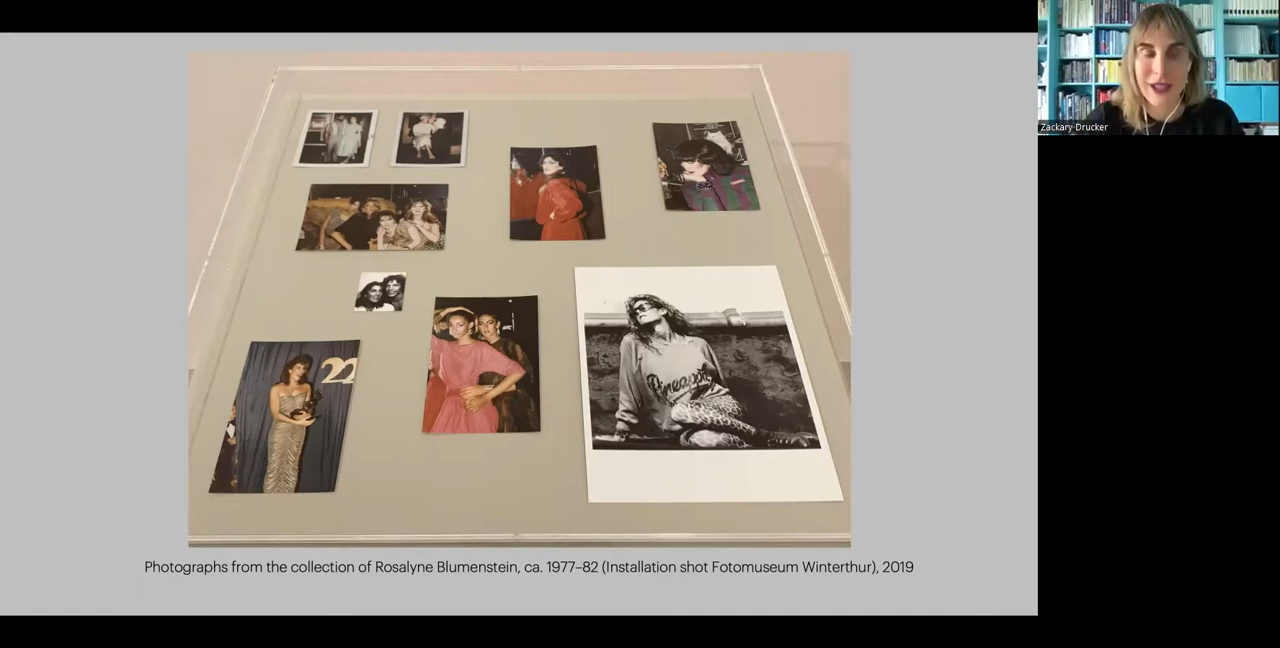 Zackary Drucker
22
Pineapple
Photographs from the collection of Rosalyne Blumenstein, ca. 1977–82 (Installation shot Fotomuseum Winterthur), 2019